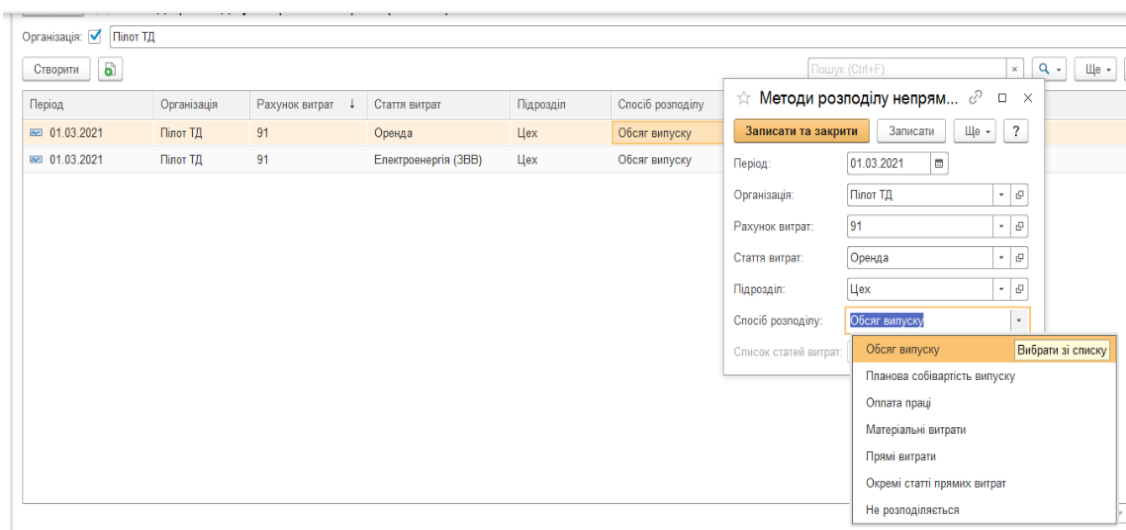 Організація: Пілот ТД
Створити
Пошук (Ctrl+F) × Ще
Період Організація Рахунок витрат ↓ Стаття витрат Підрозділ Спосіб розподілу
01.03.2021 Пілот ТД 91 Оренда Цех Обсяг випуску
01.03.2021 Пілот ТД 91 Електроенергія (ЗВВ) Цех Обсяг випуску
Методи розподілу непрям...
Записати та закрити Записати Ще ?
Період: 01.03.2021
Організація: Пілот ТД
Рахунок витрат: 91
Стаття витрат: Оренда
Підрозділ: Цех
Спосіб розподілу: Обсяг випуску
Список статей витрат:
Обсяг випуску Вибрати зі списку
Планова собівартість випуску
Оплата праці
Матеріальні витрати
Прямі витрати
Окремі статті прямих витрат
Не розподіляється